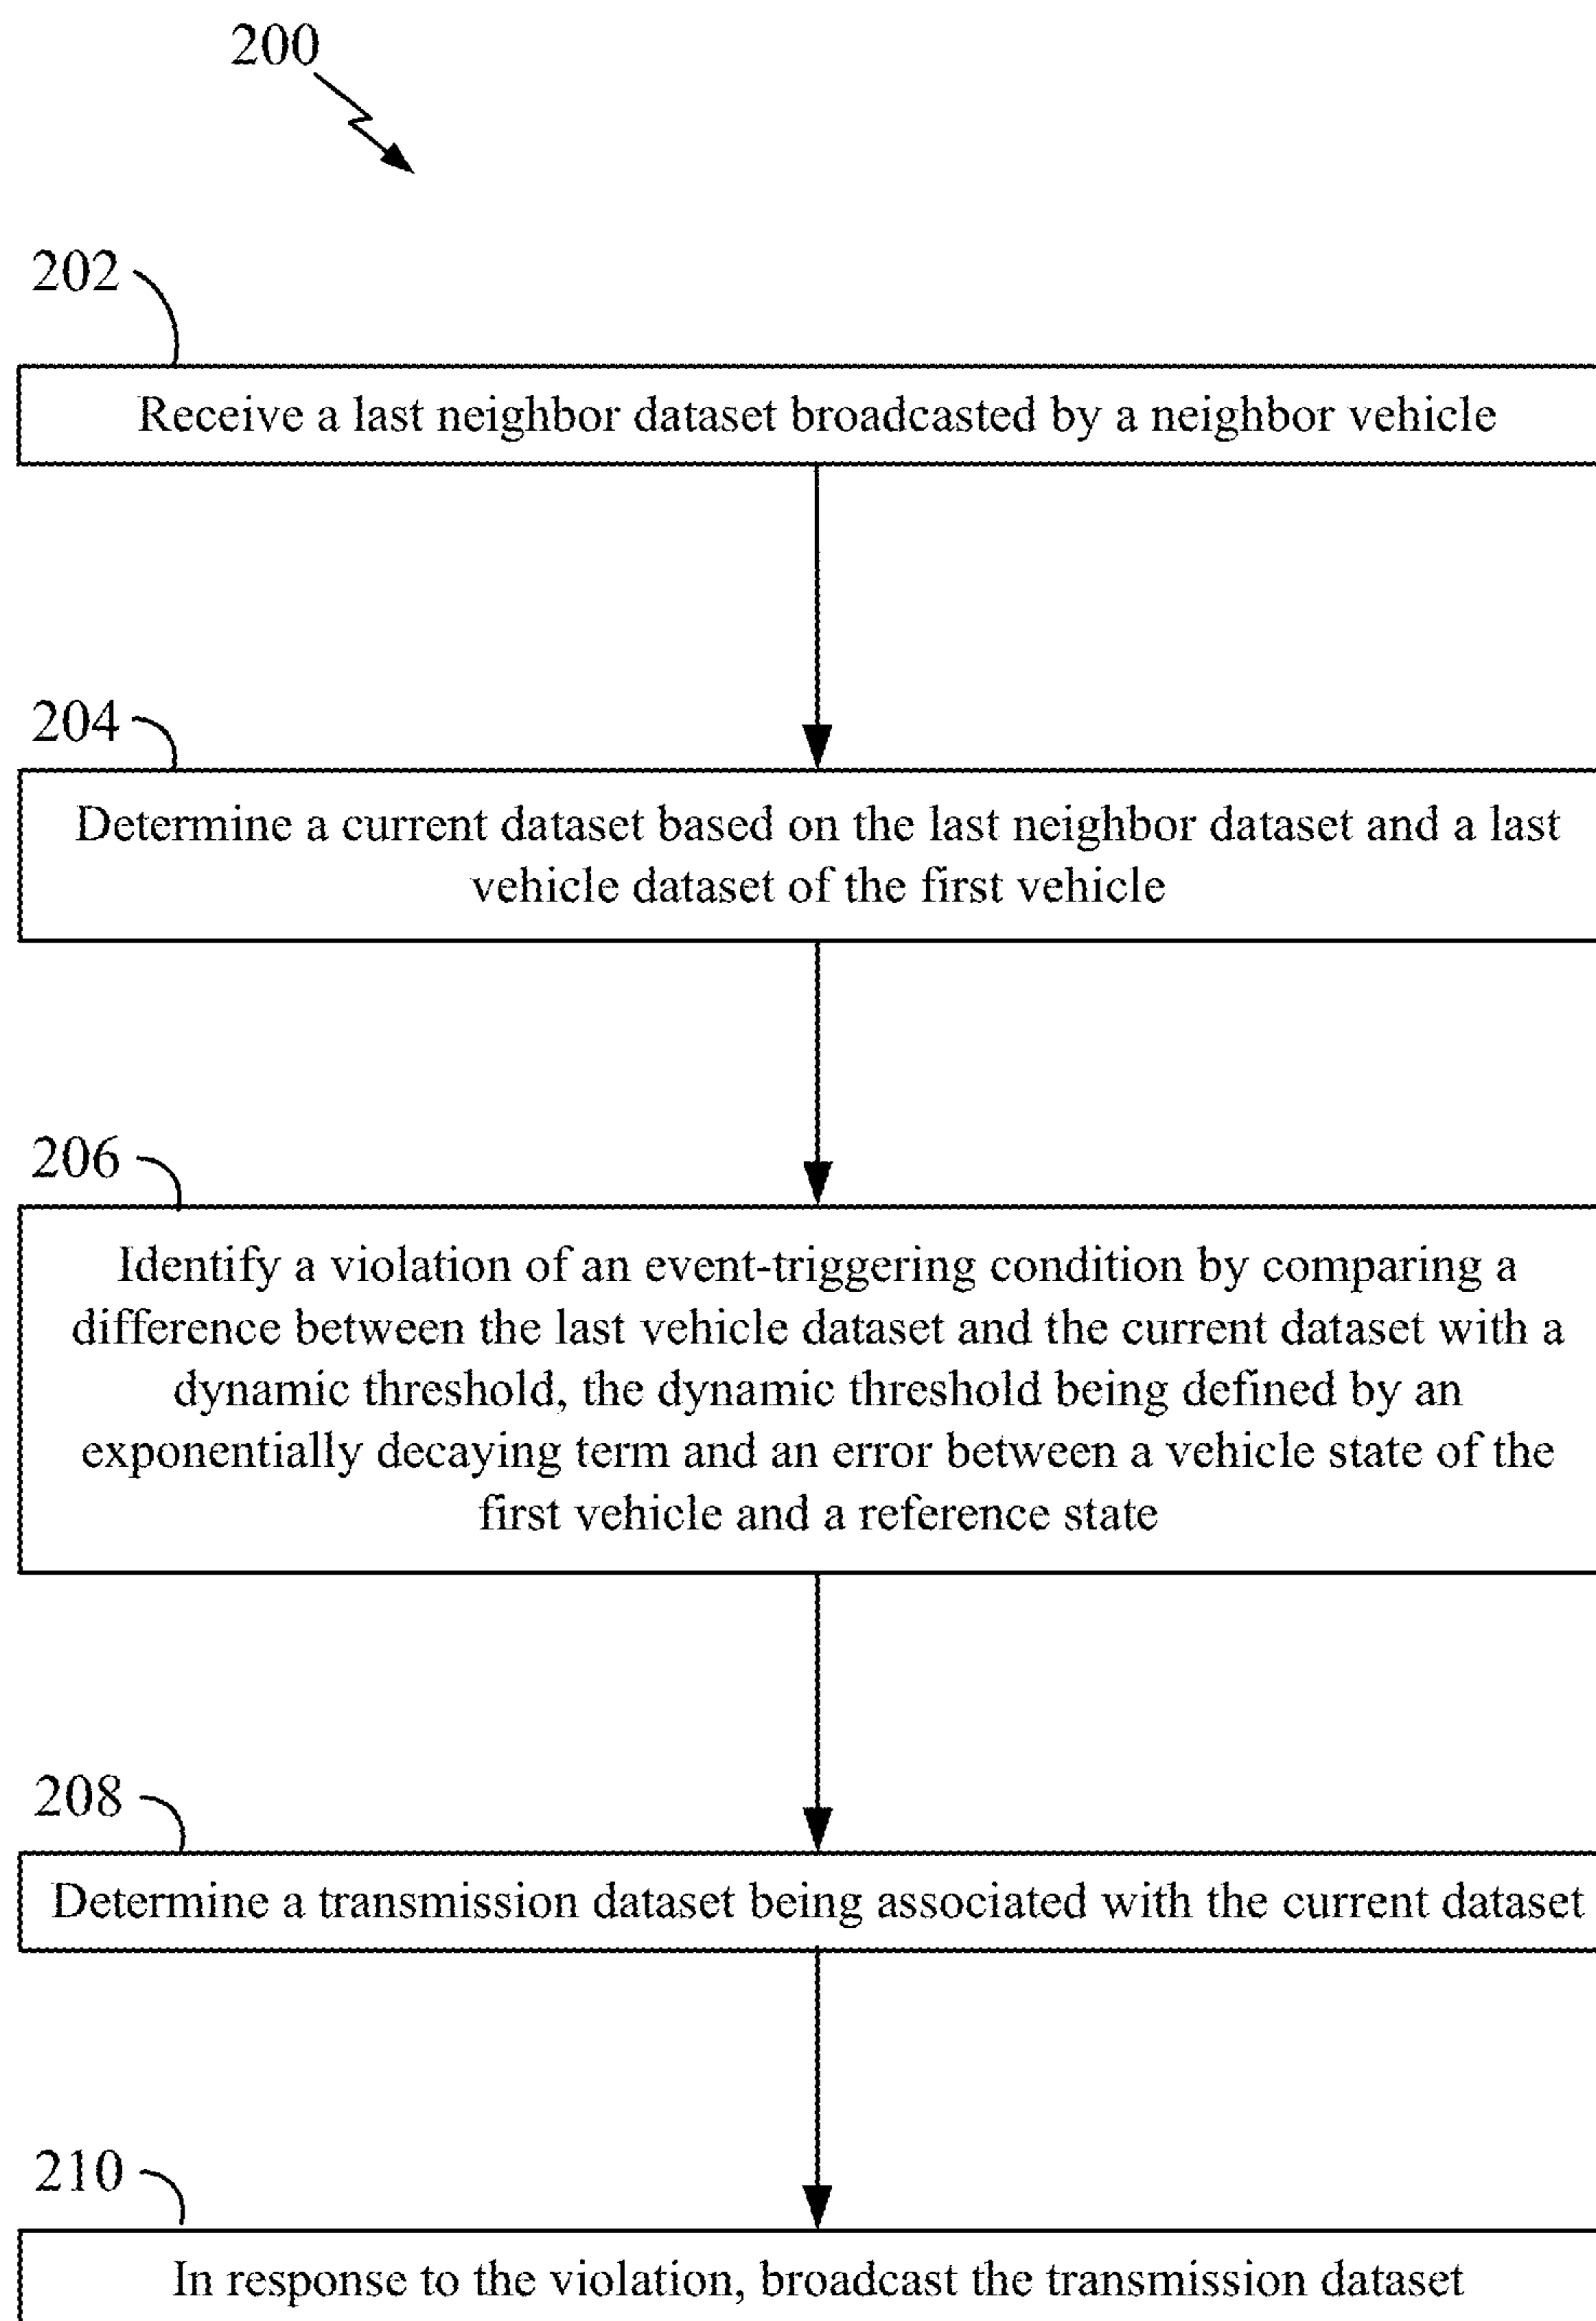 200
202
Receive a last neighbor dataset broadcasted by a neighbor vehicle
204
Determine a current dataset based on the last neighbor dataset and a last
vehicle dataset of the first vehicle
206
Identify a violation of an event-triggering condition by comparing a
difference between the last vehicle dataset and the current dataset with a
dynamic threshold, the dynamic threshold being defined by an
exponentially decaying term and an error between a vehicle state of the
first vehicle and a reference state
208
Determine a transmission dataset being associated with the current dataset
210
In response to the violation, broadcast the transmission dataset